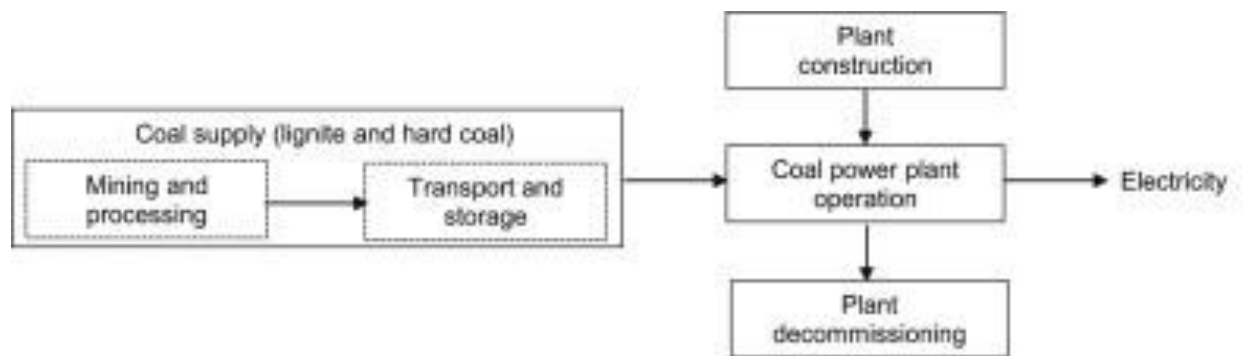 Plant
construction
Coal supply (lignite and hard coal)
Mining and
processing
Transport and
storage
Coal power plant
operation
Electricity
Plant
decommissioning